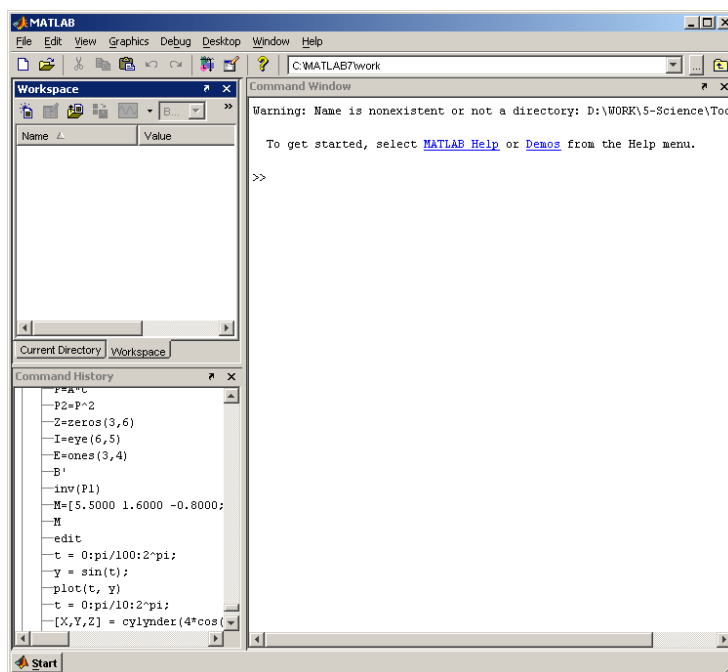 MATLAB
File Edit View Graphics Debug Desktop Window Help
C:\MATLAB7\work
...
Workspace
B...
»
Name Value
Current Directory Workspace
Command History
P=A*C
P2=P^2
Z=zeros(3,6)
I=eye(6,5)
E=ones(3,4)
B'
inv(P1)
M=[5.5000 1.6000 -0.8000;
M
edit
t = 0:pi/100:2^pi;
y = sin(t);
plot(t, y)
t = 0:pi/10:2^pi;
[X,Y,Z] = cylynder(4*cos(
Command Window
Warning: Name is nonexistent or not a directory: D:\WORK\5-Science\Too
To get started, select MATLAB Help or Demos from the Help menu.
>>
Start